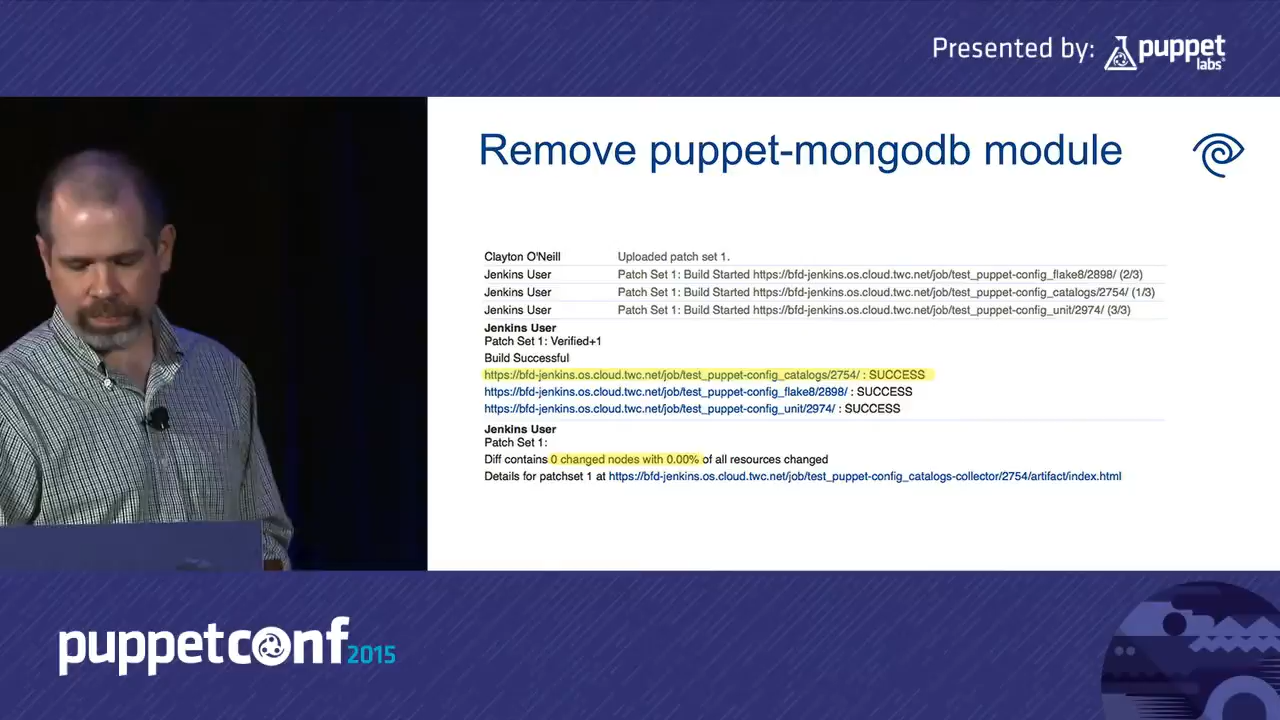 Presented by: puppet labs
Remove puppet-mongodb module
Clayton O'Neill Uploaded patch set 1.
Jenkins User Patch Set 1: Build Started https://bfd-jenkins.os.cloud.twc.net/job/test_puppet-config_flake8/2898/ (2/3)
Jenkins User Patch Set 1: Build Started https://bfd-jenkins.os.cloud.twc.net/job/test_puppet-config_catalogs/2754/ (1/3)
Jenkins User Patch Set 1: Build Started https://bfd-jenkins.os.cloud.twc.net/job/test_puppet-config_unit/2974/ (3/3)
Jenkins User
Patch Set 1: Verified+1
Build Successful
https://bfd-jenkins.os.cloud.twc.net/job/test_puppet-config_catalogs/2754/ : SUCCESS
https://bfd-jenkins.os.cloud.twc.net/job/test_puppet-config_flake8/2898/ : SUCCESS
https://bfd-jenkins.os.cloud.twc.net/job/test_puppet-config_unit/2974/ : SUCCESS
Jenkins User
Patch Set 1:
Diff contains 0 changed nodes with 0.00% of all resources changed
Details for patchset 1 at https://bfd-jenkins.os.cloud.twc.net/job/test_puppet-config_catalogs-collector/2754/artifact/index.html
puppetconf 2015